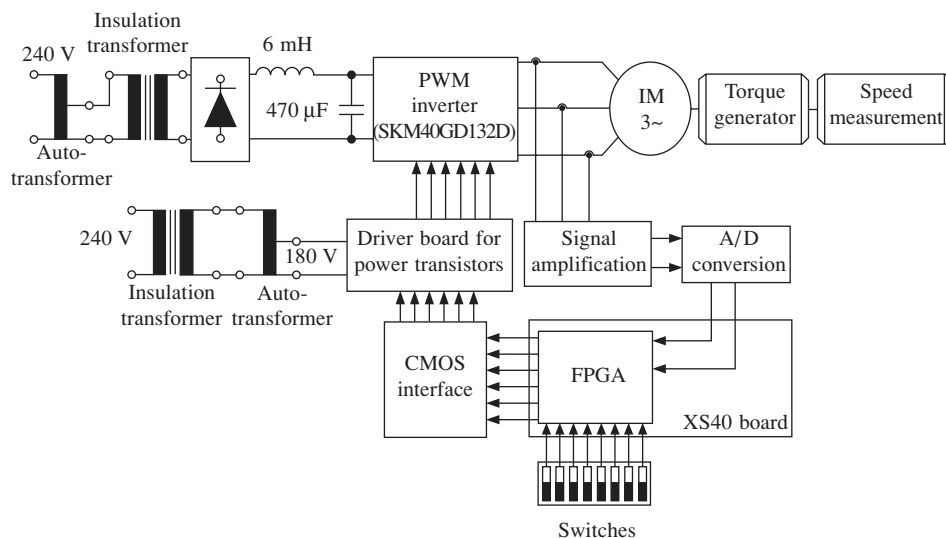 Insulation
transformer
240 V
6 mH
470 µF
Auto-
transformer
PWM
inverter
(SKM40GD132D)
IM
3~
Torque
generator
Speed
measurement
240 V
Insulation
transformer
180 V
Auto-
transformer
Driver board for
power transistors
Signal
amplification
A/D
conversion
CMOS
interface
FPGA
XS40 board
Switches